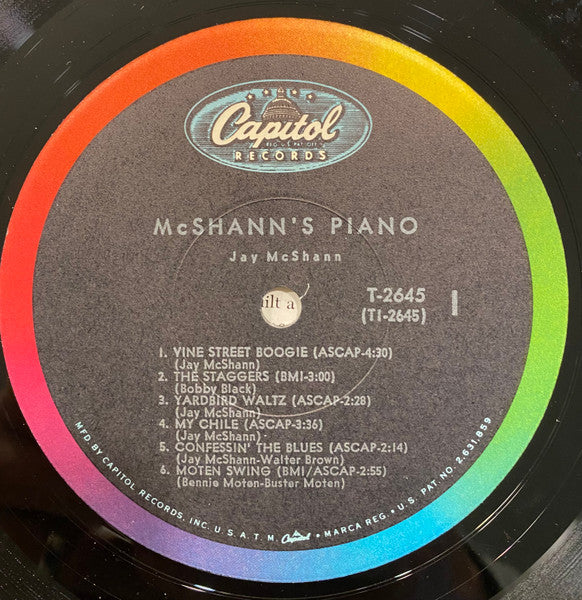 Capitol
REG. U.S. PAT. OFF.
RECORDS
McSHANN'S PIANO
Jay McShann
ilt a
T-2645
(T1-2645)
1
1. VINE STREET BOOGIE (ASCAP-4:30)
(Jay McShann)
2. THE STAGGERS (BMI-3:00)
(Bobby Black)
3. YARDBIRD WALTZ (ASCAP-2:28)
(Jay McShann)
4. MY CHILE (ASCAP-3:36)
(Jay McShann)
5. CONFESSIN' THE BLUES (ASCAP-2:14)
(Jay McShann-Walter Brown)
6. MOTEN SWING (BMI/ASCAP-2:55)
(Bennie Moten-Buster Moten)
MFD. BY CAPITOL RECORDS, INC. U.S.A. T.M. Capitol MARCA REG. • U.S. PAT. NO. 2,631,859